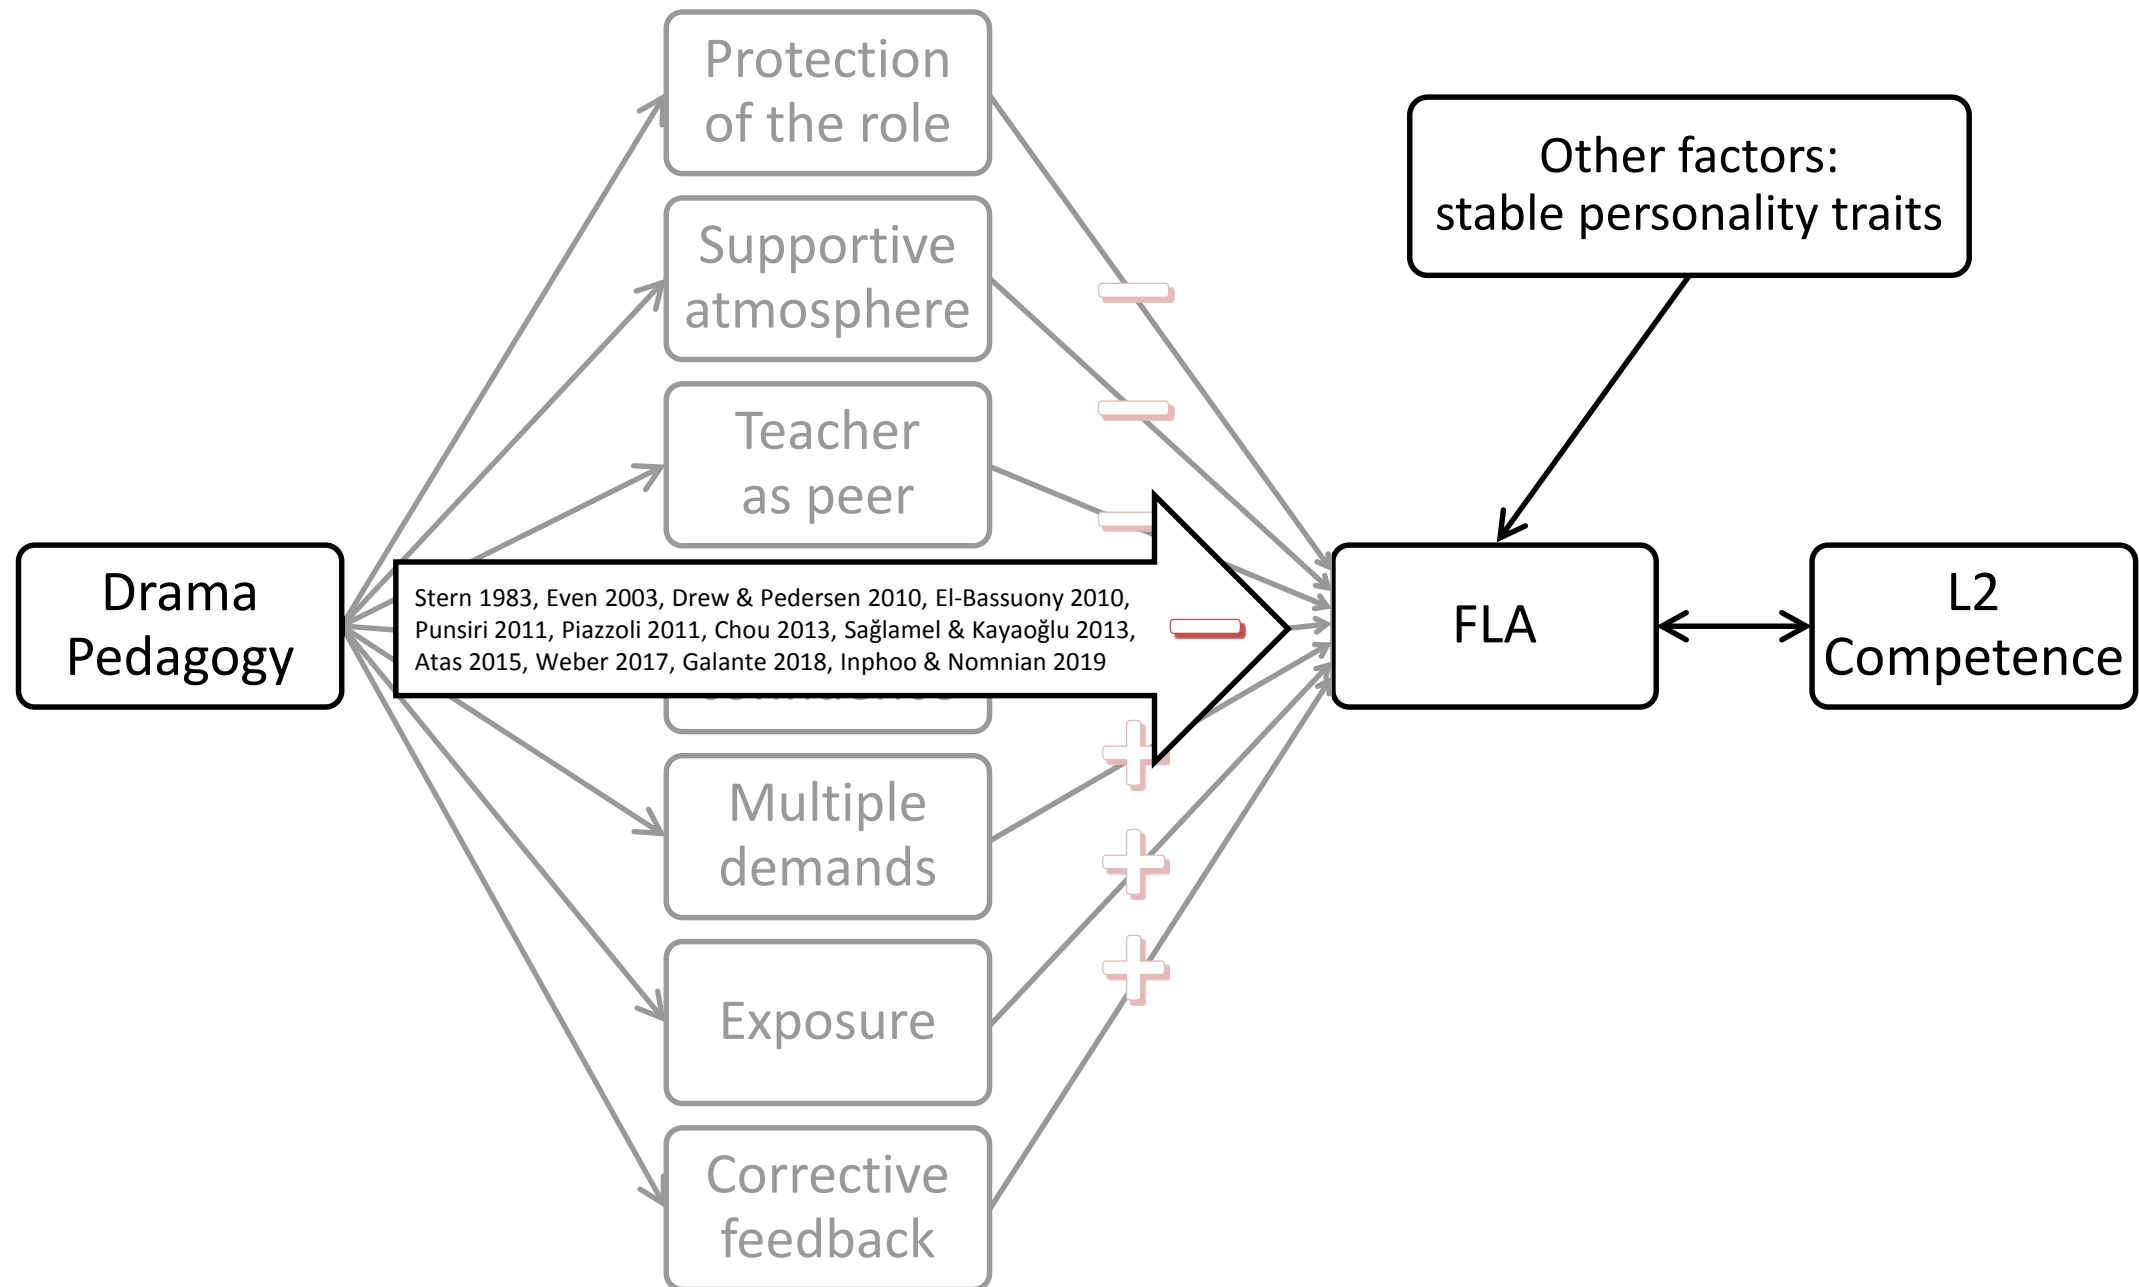 Protection
of the role
Other factors:
stable personality traits
Supportive
atmosphere
Teacher
as peer
Drama
Pedagogy
Stern 1983, Even 2003, Drew & Pedersen 2010, El-Bassuony 2010,
Punsiri 2011, Piazzoli 2011, Chou 2013, Sağlamel & Kayaoğlu 2013,
Atas 2015, Weber 2017, Galante 2018, Inphoo & Nomnian 2019
FLA
L2
Competence
Multiple
demands
Exposure
Corrective
feedback